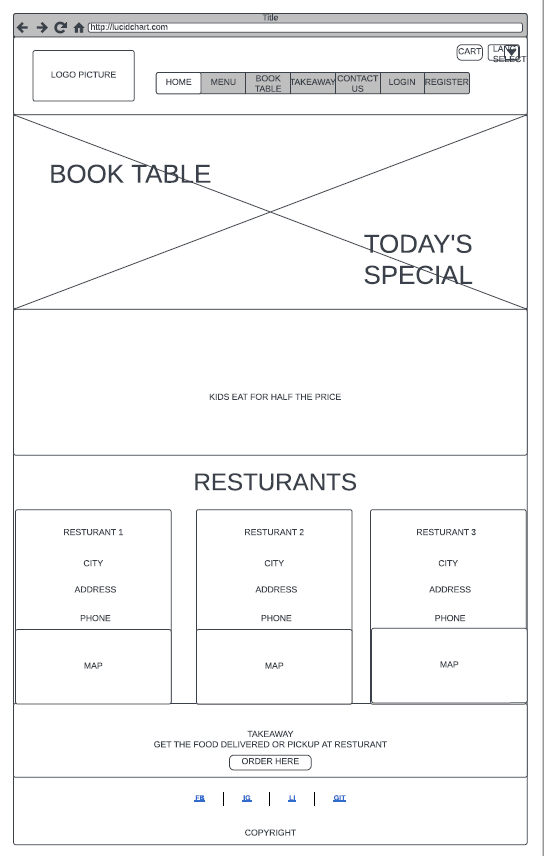 Title
http://lucidchart.com
CART
LANG
SELECT
LOGO PICTURE
HOME
MENU
BOOK
TABLE
TAKEAWAY
CONTACT
US
LOGIN
REGISTER
BOOK TABLE
TODAY'S
SPECIAL
KIDS EAT FOR HALF THE PRICE
RESTURANTS
RESTURANT 1
CITY
ADDRESS
PHONE
MAP
RESTURANT 2
CITY
ADDRESS
PHONE
MAP
RESTURANT 3
CITY
ADDRESS
PHONE
MAP
TAKEAWAY
GET THE FOOD DELIVERED OR PICKUP AT RESTURANT
ORDER HERE
FB
IG
LI
GIT
COPYRIGHT